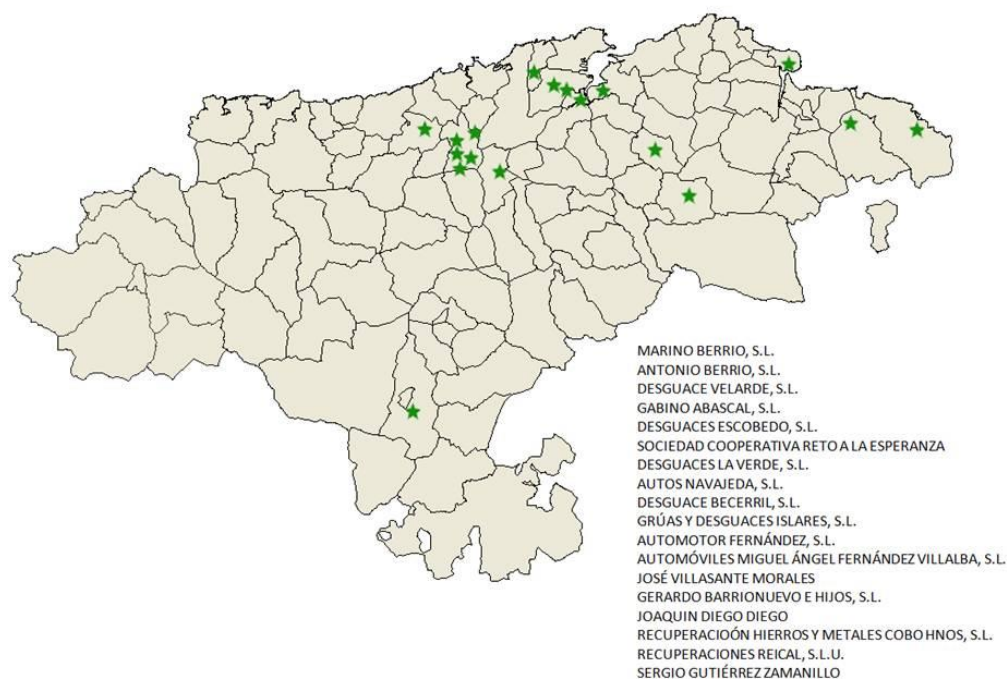 MARINO BERRIO, S.L.
ANTONIO BERRIO, S.L.
DESGUACE VELARDE, S.L.
GABINO ABASCAL, S.L.
DESGUACES ESCOBEDO, S.L.
SOCIEDAD COOPERATIVA RETO A LA ESPERANZA
DESGUACES LA VERDE, S.L.
AUTOS NAVAJEDA, S.L.
DESGUACE BECERRIL, S.L.
GRÚAS Y DESGUACES ISLARES, S.L.
AUTOMOTOR FERNÁNDEZ, S.L.
AUTOMÓVILES MIGUEL ÁNGEL FERNÁNDEZ VILLALBA, S.L.
JOSÉ VILLASANTE MORALES
GERARDO BARRIONUEVO E HIJOS, S.L.
JOAQUIN DIEGO DIEGO
RECUPERACIOÓN HIERROS Y METALES COBO HNOS, S.L.
RECUPERACIONES REICAL, S.L.U.
SERGIO GUTIÉRREZ ZAMANILLO